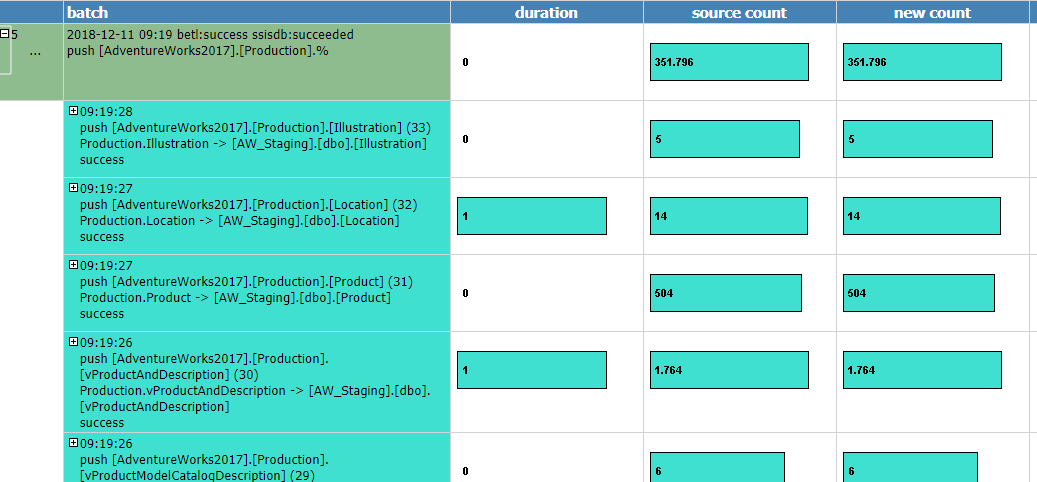 batch duration source count new count
5 2018-12-11 09:19 betl:success ssisdb:succeeded
... push [AdventureWorks2017].[Production].%
0 351.796 351.796
09:19:28
push [AdventureWorks2017].[Production].[Illustration] (33)
0 5 5
Production.Illustration -> [AW_Staging].[dbo].[Illustration]
success
09:19:27
push [AdventureWorks2017].[Production].[Location] (32)
1 14 14
Production.Location -> [AW_Staging].[dbo].[Location]
success
09:19:27
push [AdventureWorks2017].[Production].[Product] (31)
0 504 504
Production.Product -> [AW_Staging].[dbo].[Product]
success
09:19:26
push [AdventureWorks2017].[Production].
1 1.764 1.764
[vProductAndDescription] (30)
Production.vProductAndDescription -> [AW_Staging].[dbo].
[vProductAndDescription]
success
09:19:26
push [AdventureWorks2017].[Production].
0 6 6
[vProductModelCatalogDescription] (29)